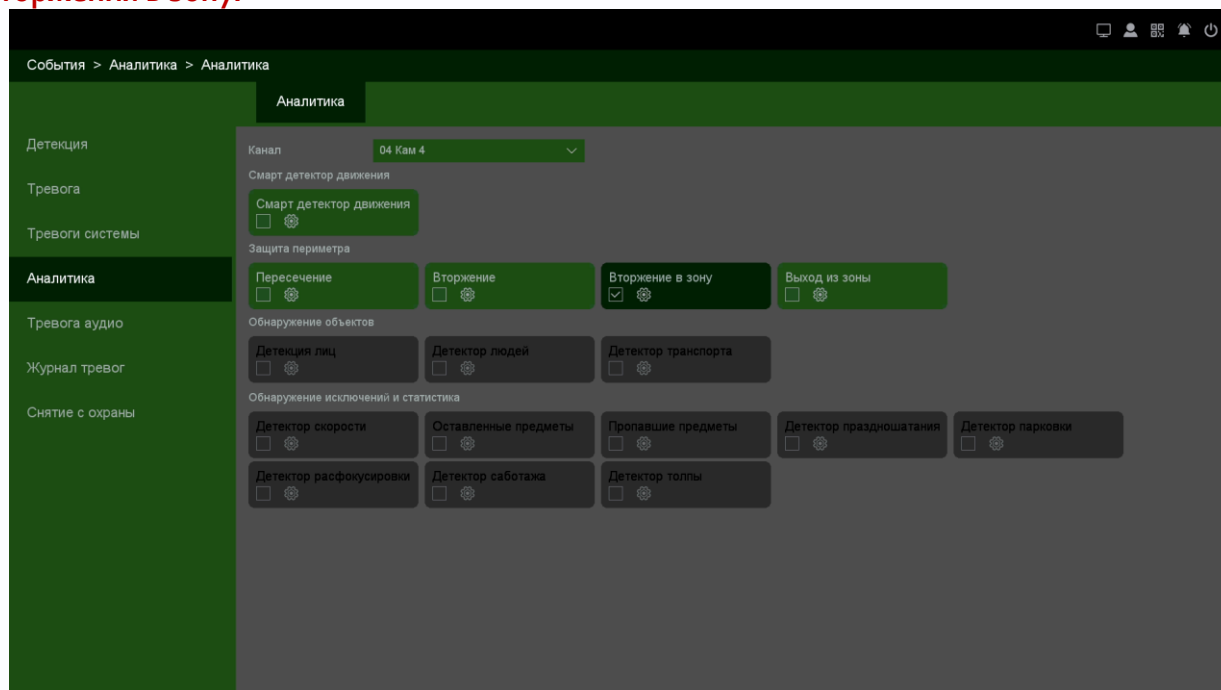 События > Аналитика > Аналитика
Аналитика
Детекция
Тревога
Тревоги системы
Аналитика
Тревога аудио
Журнал тревог
Снятие с охраны
Канал 04 Кам 4
Смарт детектор движения
Смарт детектор движения
Защита периметра
Пересечение Вторжение Вторжение в зону Выход из зоны
Обнаружение объектов
Детекция лиц Детектор людей Детектор транспорта
Обнаружение исключений и статистика
Детектор скорости Оставленные предметы Пропавшие предметы Детектор праздношатания Детектор парковки
Детектор расфокусировки Детектор саботажа Детектор толпы